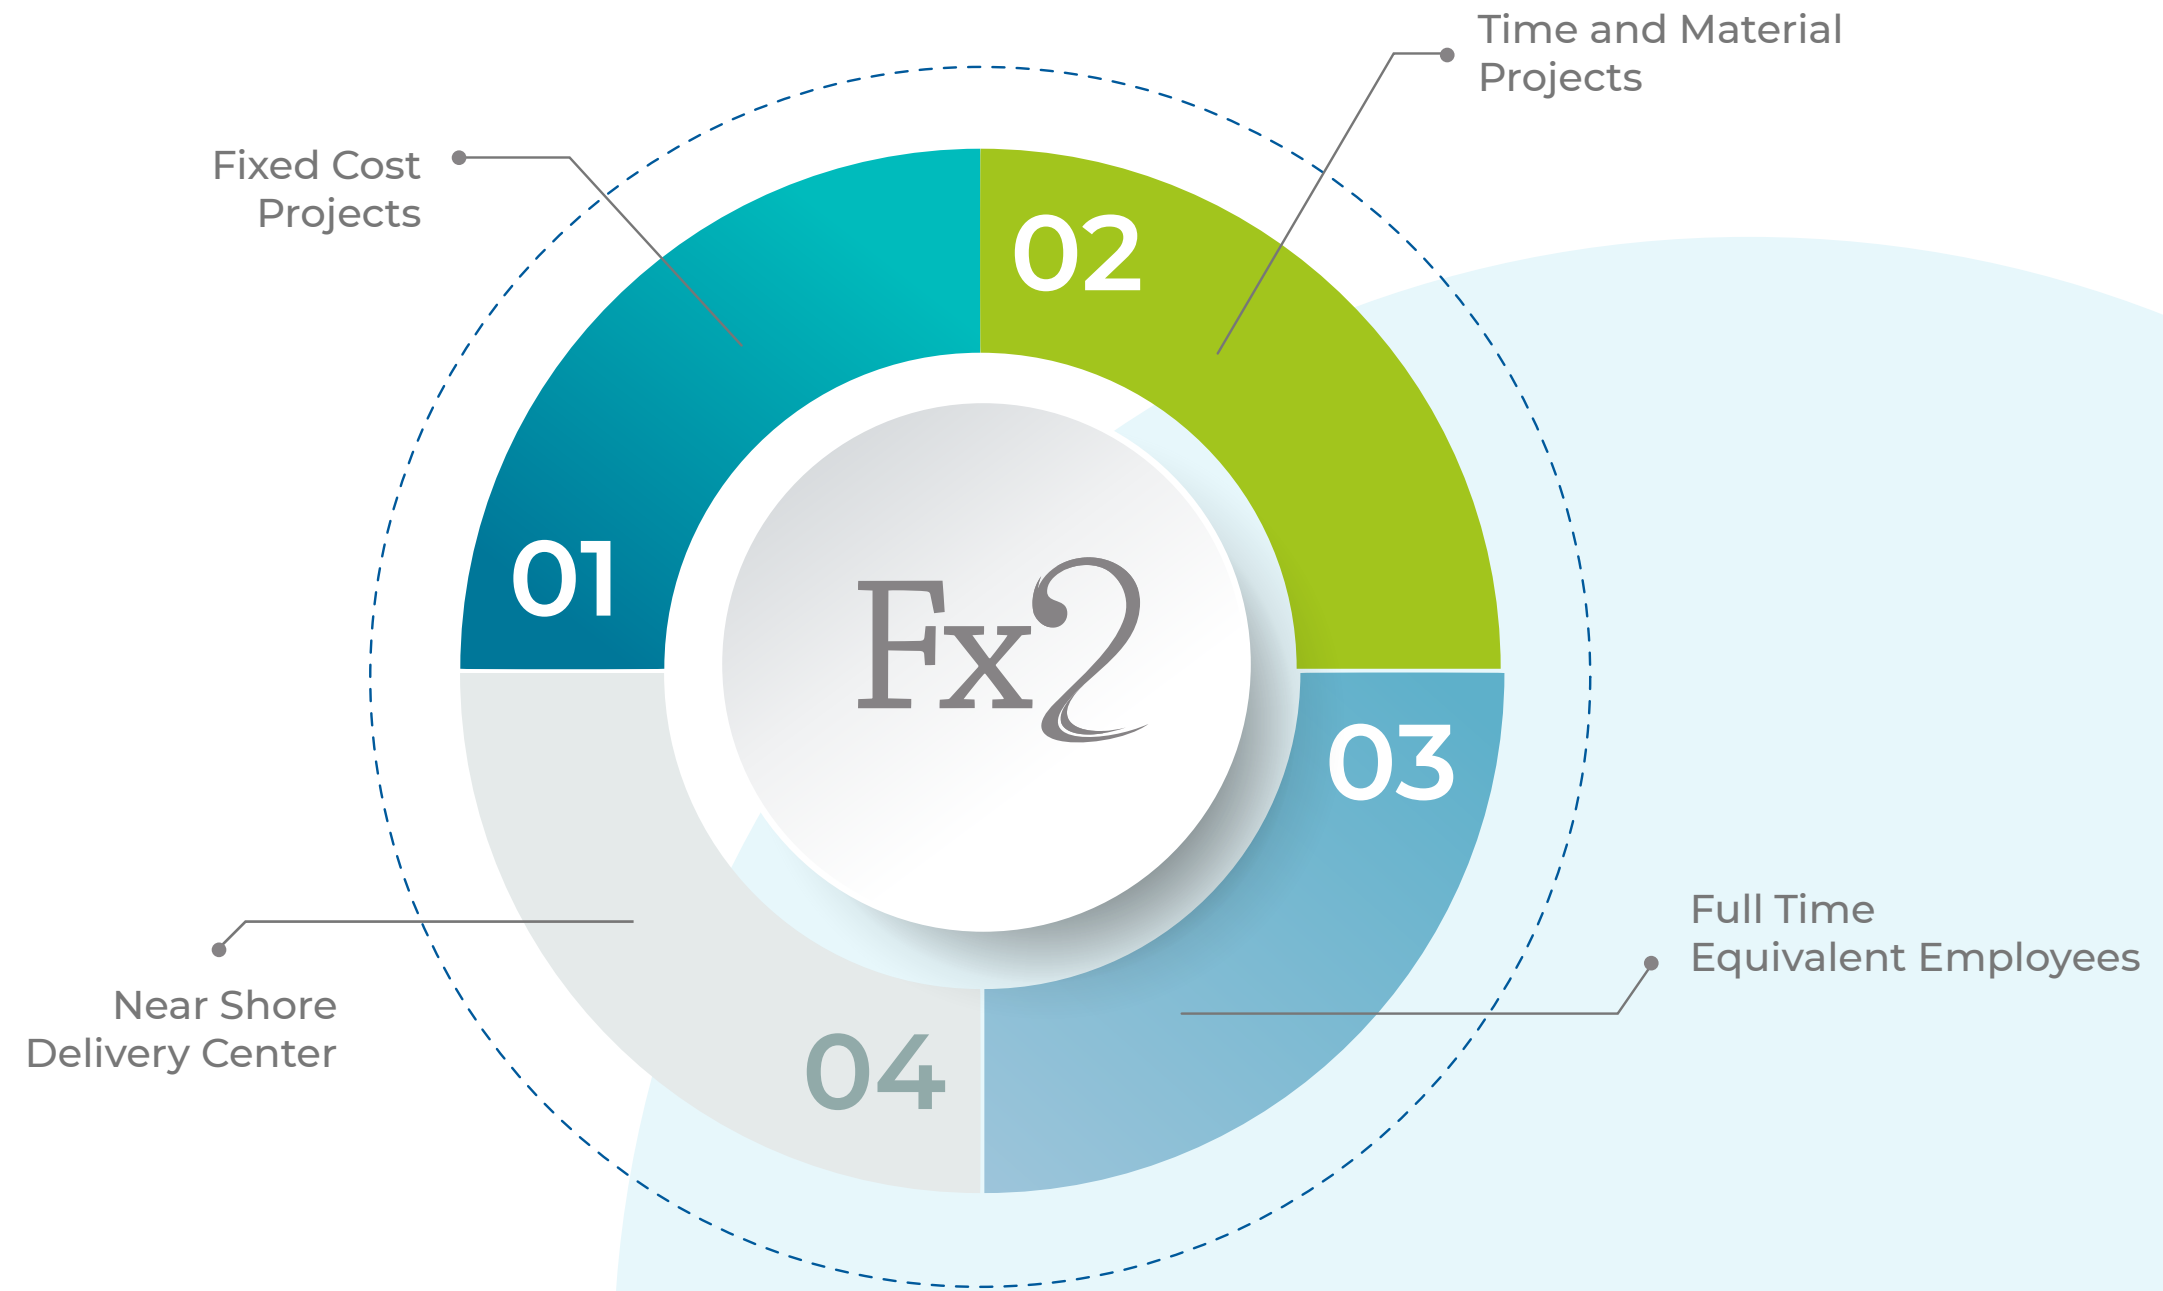 Time and Material
Projects
Fixed Cost
Projects
02
01
Fx2
03
Full Time
Equivalent Employees
Near Shore
Delivery Center
04